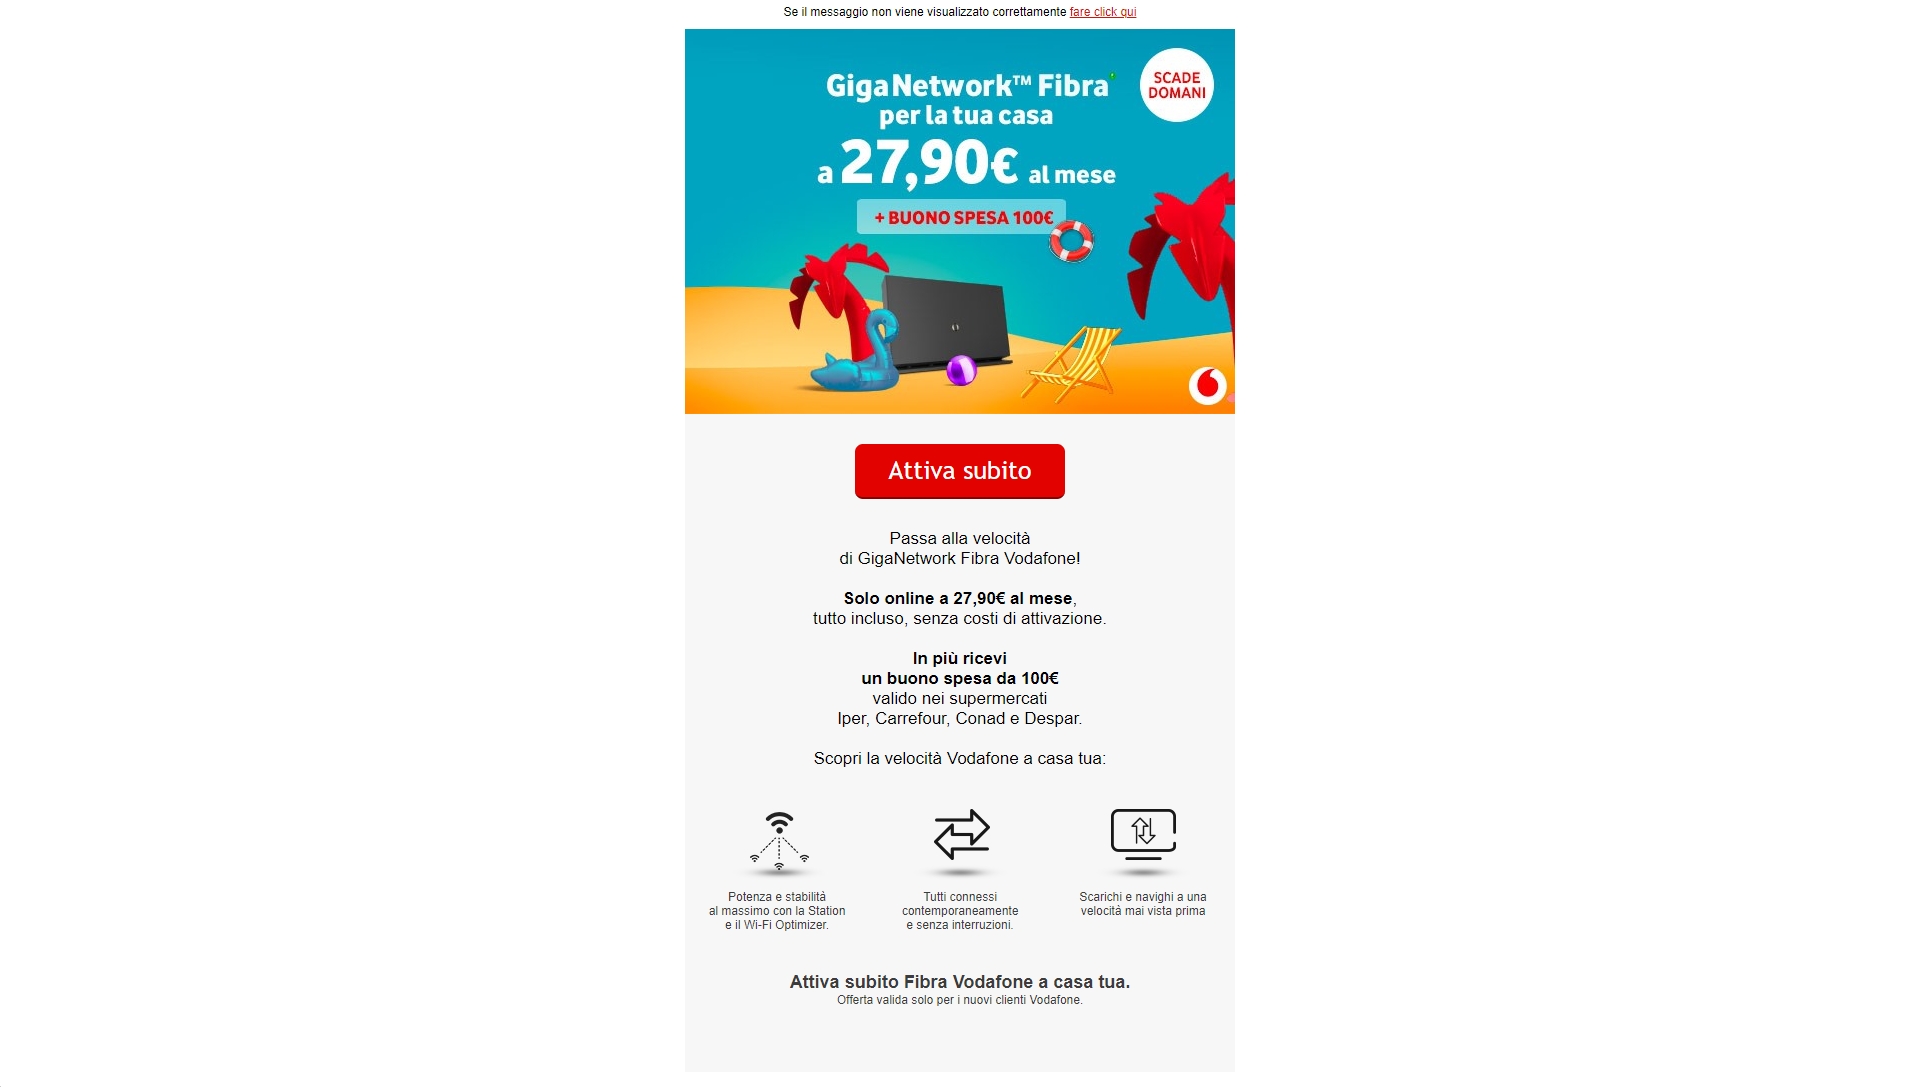 Se il messaggio non viene visualizzato correttamente fare click qui
GigaNetwork™ Fibra
per la tua casa
a 27,90€ al mese
+ BUONO SPESA 100€
SCADE
DOMANI
Attiva subito
Passa alla velocità
di GigaNetwork Fibra Vodafone!
Solo online a 27,90€ al mese,
tutto incluso, senza costi di attivazione.
In più ricevi
un buono spesa da 100€
valido nei supermercati
Iper, Carrefour, Conad e Despar.
Scopri la velocità Vodafone a casa tua:
Potenza e stabilità
al massimo con la Station
e il Wi-Fi Optimizer.
Tutti connessi
contemporaneamente
e senza interruzioni.
Scarichi e navighi a una
velocità mai vista prima
Attiva subito Fibra Vodafone a casa tua.
Offerta valida solo per i nuovi clienti Vodafone.